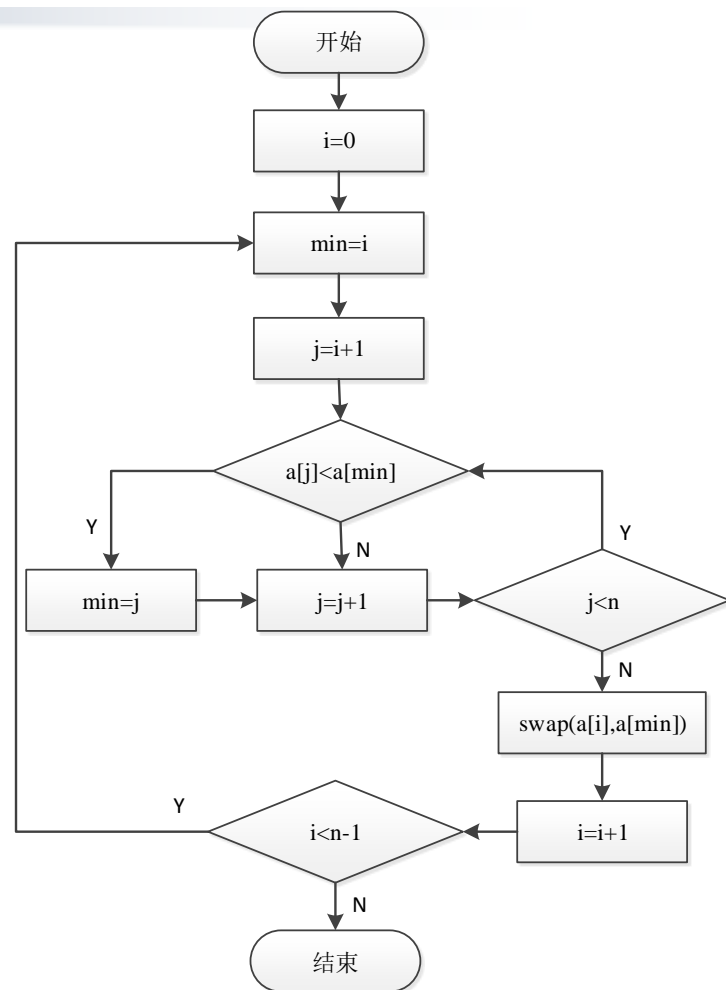 开始
i=0
min=i
j=i+1
a[j]<a[min]
Y
N
Y
min=j
j=j+1
j<n
N
swap(a[i],a[min])
Y
i<n-1
i=i+1
N
结束